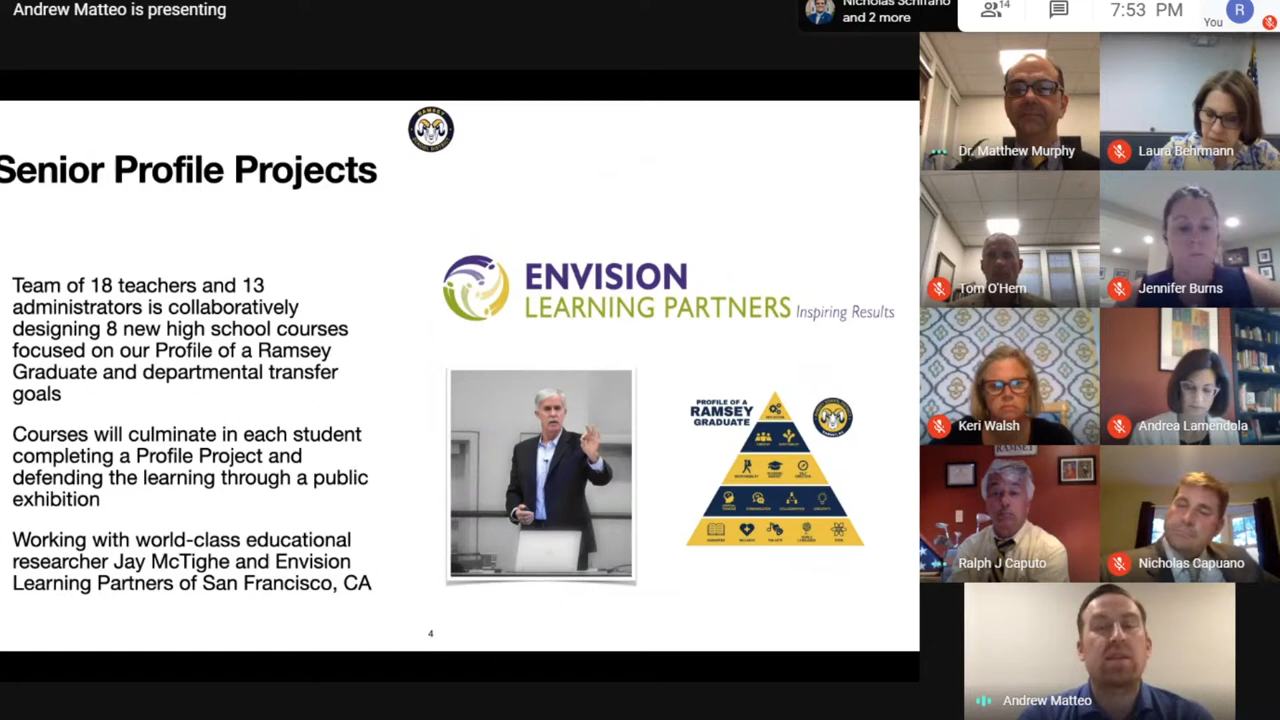 Andrew Matteo is presenting
Nicholas Schifano
and 2 more
14
7:53 PM
You
R
RAMSEY
Senior Profile Projects
Team of 18 teachers and 13
administrators is collaboratively
designing 8 new high school courses
focused on our Profile of a Ramsey
Graduate and departmental transfer
goals
Courses will culminate in each student
completing a Profile Project and
defending the learning through a public
exhibition
Working with world-class educational
researcher Jay McTighe and Envision
Learning Partners of San Francisco, CA
ENVISION
LEARNING PARTNERS Inspiring Results
PROFILE OF A
RAMSEY
GRADUATE
4
Dr. Matthew Murphy
Laura Behrmann
Tom O'Hern
Jennifer Burns
Keri Walsh
Andrea Lamendola
RAMSEY
Ralph J Caputo
Nicholas Capuano
Andrew Matteo